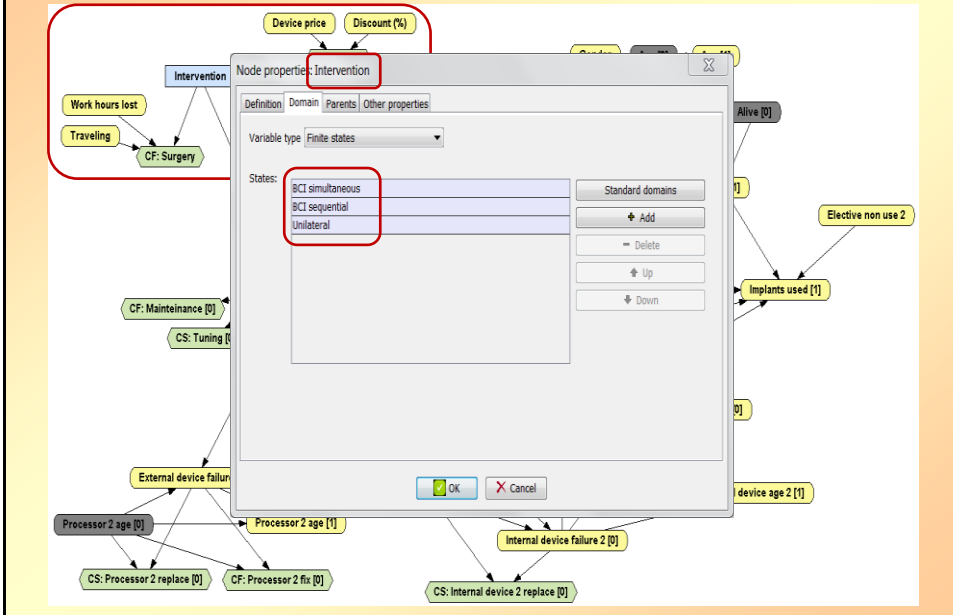 Device price
Discount (%)
Intervention
Work hours lost
Traveling
CF: Surgery
Node properties: Intervention
Definition Domain Parents Other properties
Variable type Finite states
States:
BCI simultaneous
BCI sequential
Unilateral
Standard domains
Add
Delete
Up
Down
OK
Cancel
Alive [0]
1]
Elective non use 2
Implants used [1]
CF: Mainteinance [0]
CS: Tuning [0
0]
External device failur
l device age 2 [1]
Processor 2 age [0]
Processor 2 age [1]
Internal device failure 2 [0]
CS: Processor 2 replace [0]
CF: Processor 2 fix [0]
CS: Internal device 2 replace [0]